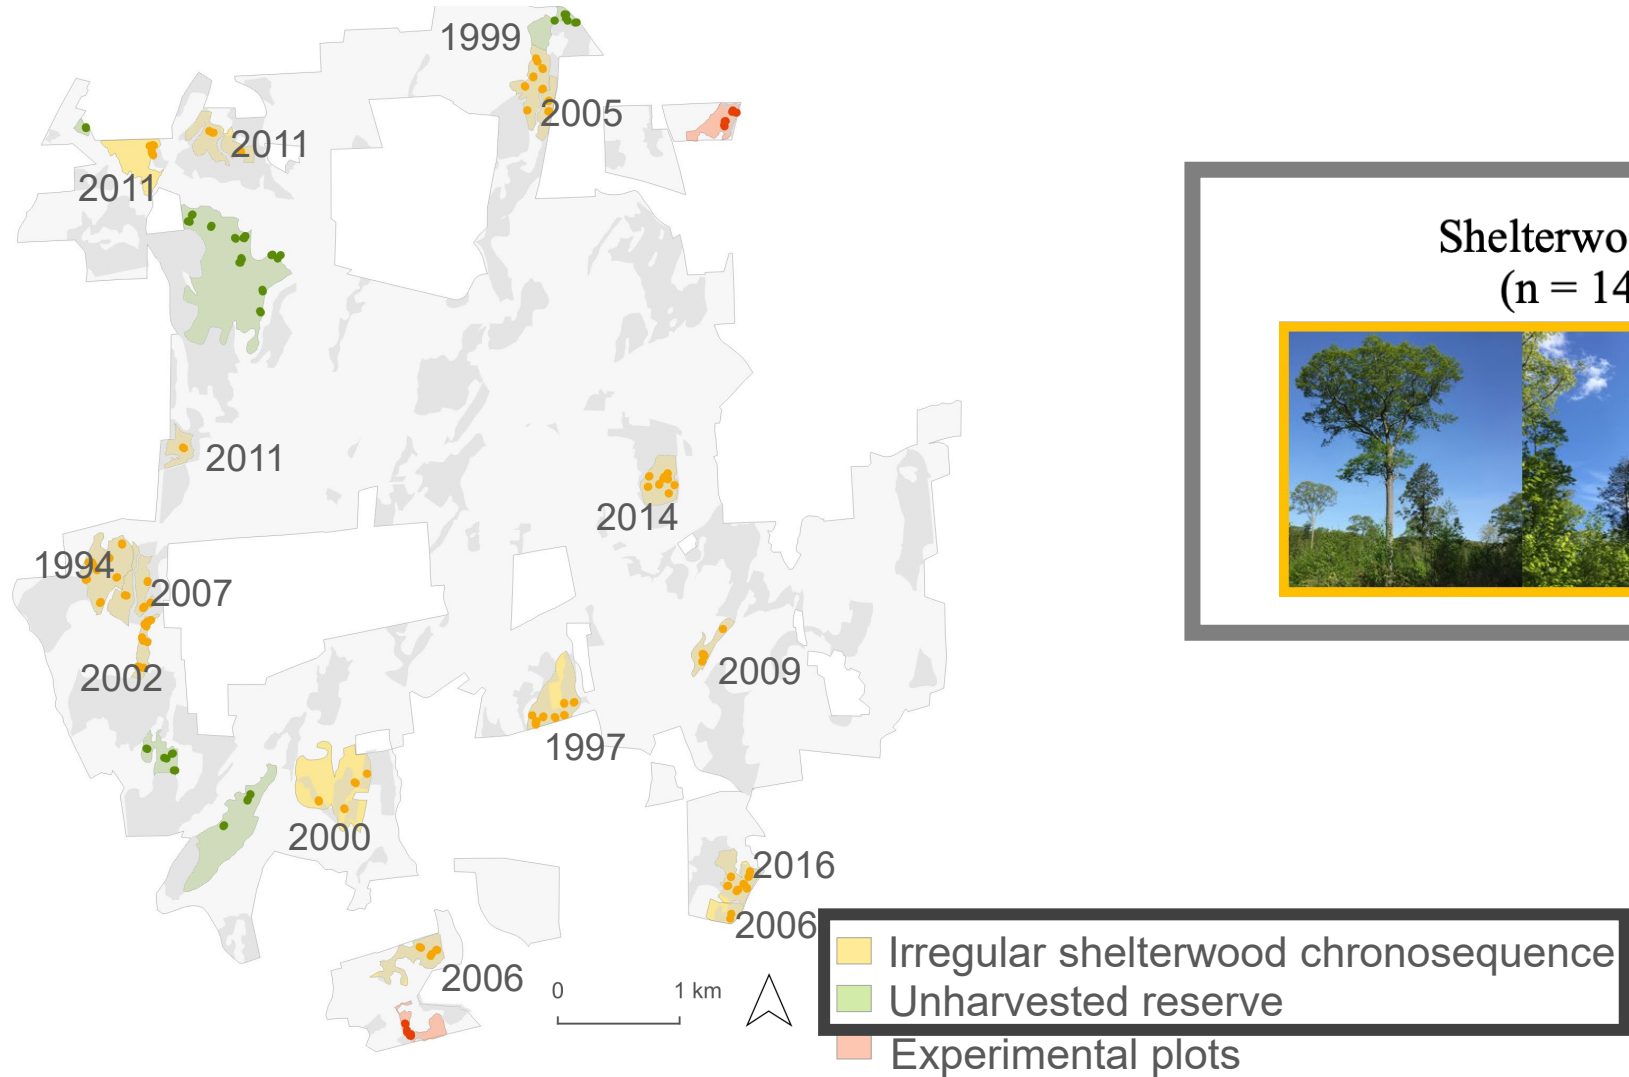 1999
2005
2011
2011
2011
2014
1994
2007
2002
2009
1997
2000
2016
2006
2006
0 1 km
Irregular shelterwood chronosequence
Unharvested reserve
Experimental plots
Shelterwo
(n = 14